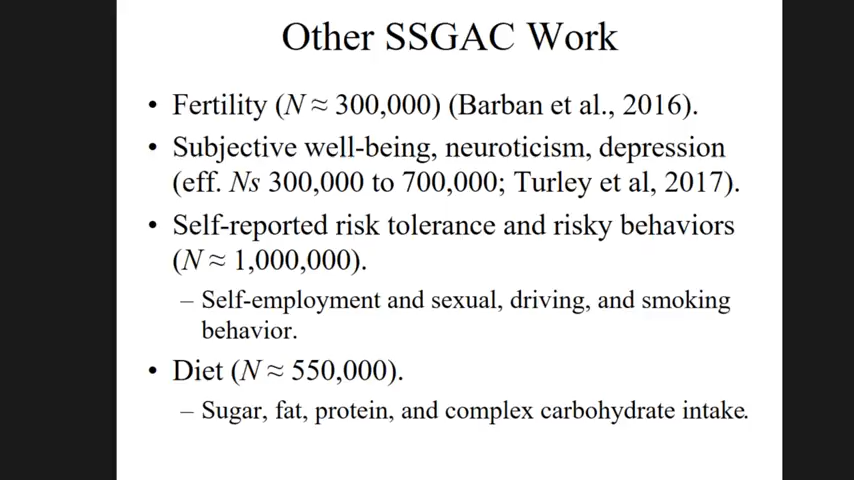 Other SSGAC Work
• Fertility (N ≈ 300,000) (Barban et al., 2016).
• Subjective well-being, neuroticism, depression
(eff. Ns 300,000 to 700,000; Turley et al, 2017).
• Self-reported risk tolerance and risky behaviors
(N ≈ 1,000,000).
– Self-employment and sexual, driving, and smoking
behavior.
• Diet (N ≈ 550,000).
– Sugar, fat, protein, and complex carbohydrate intake.